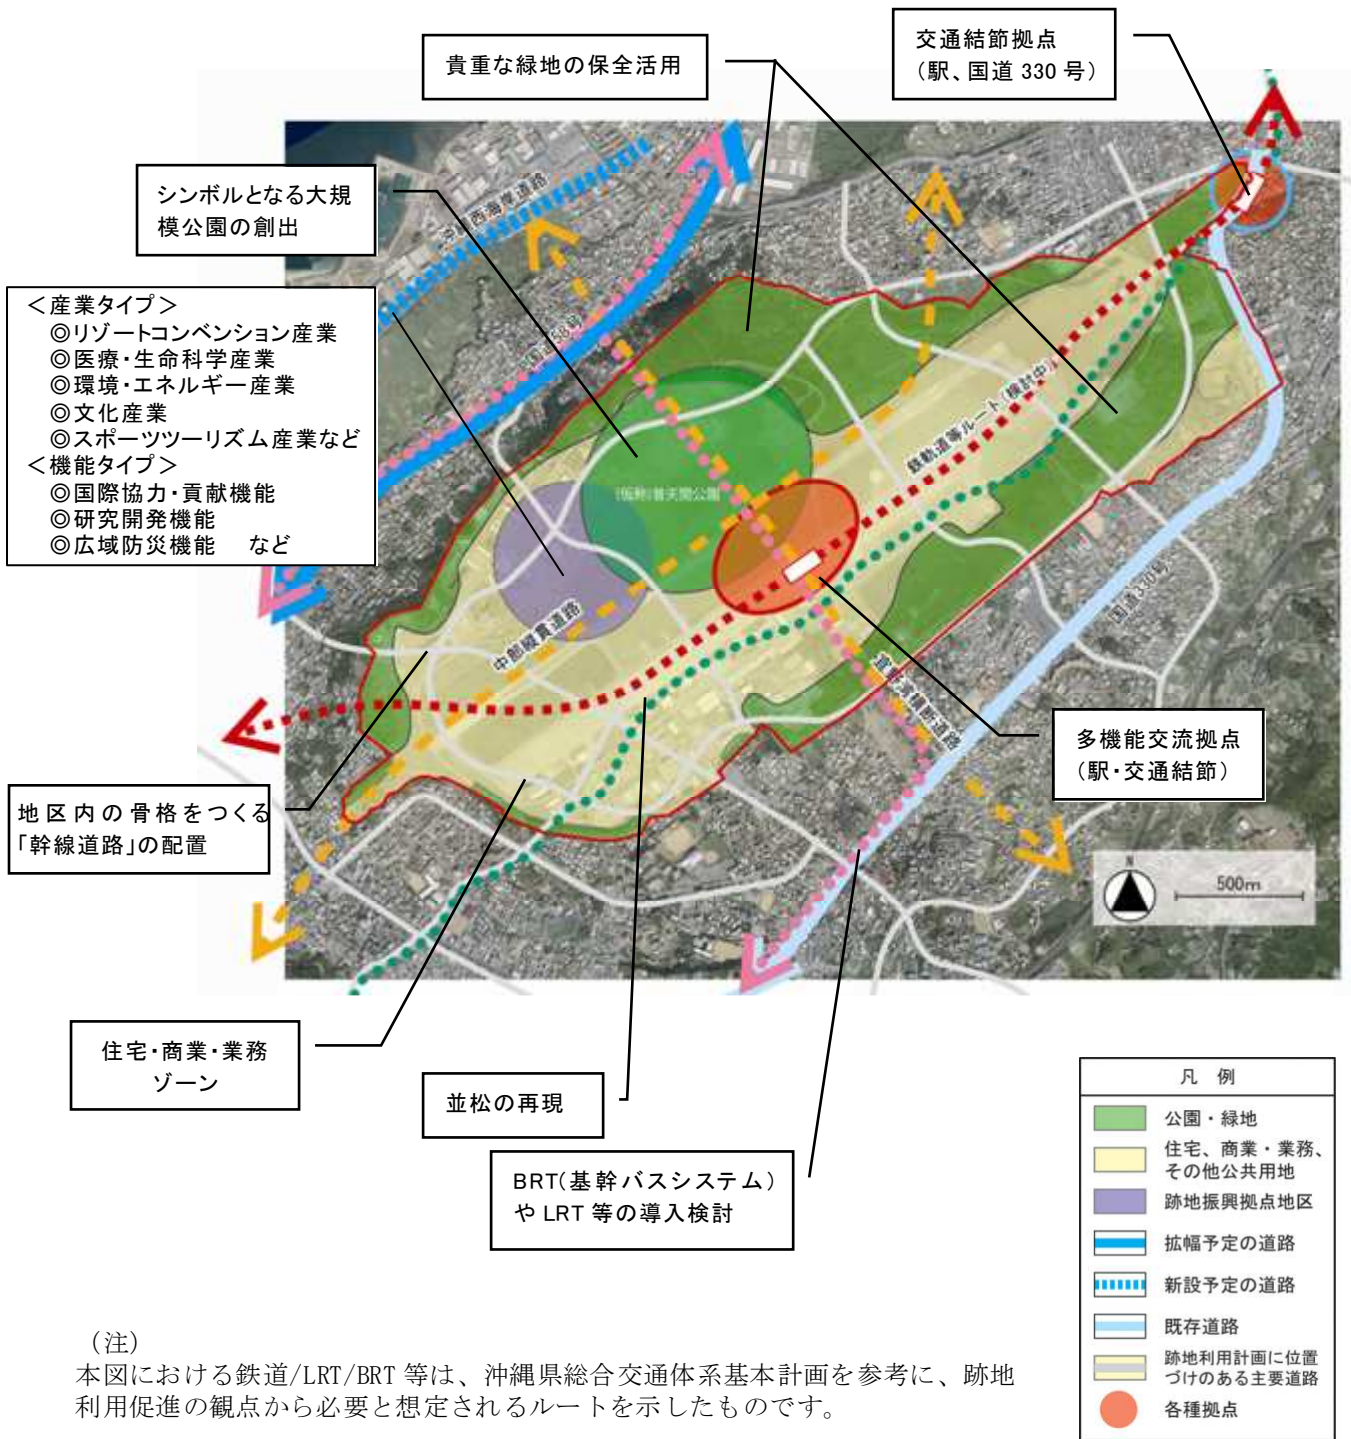 交通結節拠点
(駅、国道 330 号)
貴重な緑地の保全活用
シンボルとなる大規
模公園の創出
＜産業タイプ＞
◎リゾートコンベンション産業
◎医療・生命科学産業
◎環境・エネルギー産業
◎文化産業
◎スポーツツーリズム産業など
＜機能タイプ＞
◎国際協力・貢献機能
◎研究開発機能
◎広域防災機能　など
西海岸道路
58号
鉄軌道等ルート(検討中)
(仮称)普天間公園
国道330号
中部縦貫道路
宜野湾横断道路
多機能交流拠点
(駅・交通結節)
地区内の骨格をつくる
「幹線道路」の配置
N
500m
住宅・商業・業務
ゾーン
並松の再現
BRT(基幹バスシステム)
や LRT 等の導入検討
凡 例
公園・緑地
住宅、商業・業務、
その他公共用地
跡地振興拠点地区
拡幅予定の道路
新設予定の道路
既存道路
跡地利用計画に位置
づけのある主要道路
各種拠点
（注）
本図における鉄道/LRT/BRT 等は、沖縄県総合交通体系基本計画を参考に、跡地
利用促進の観点から必要と想定されるルートを示したものです。